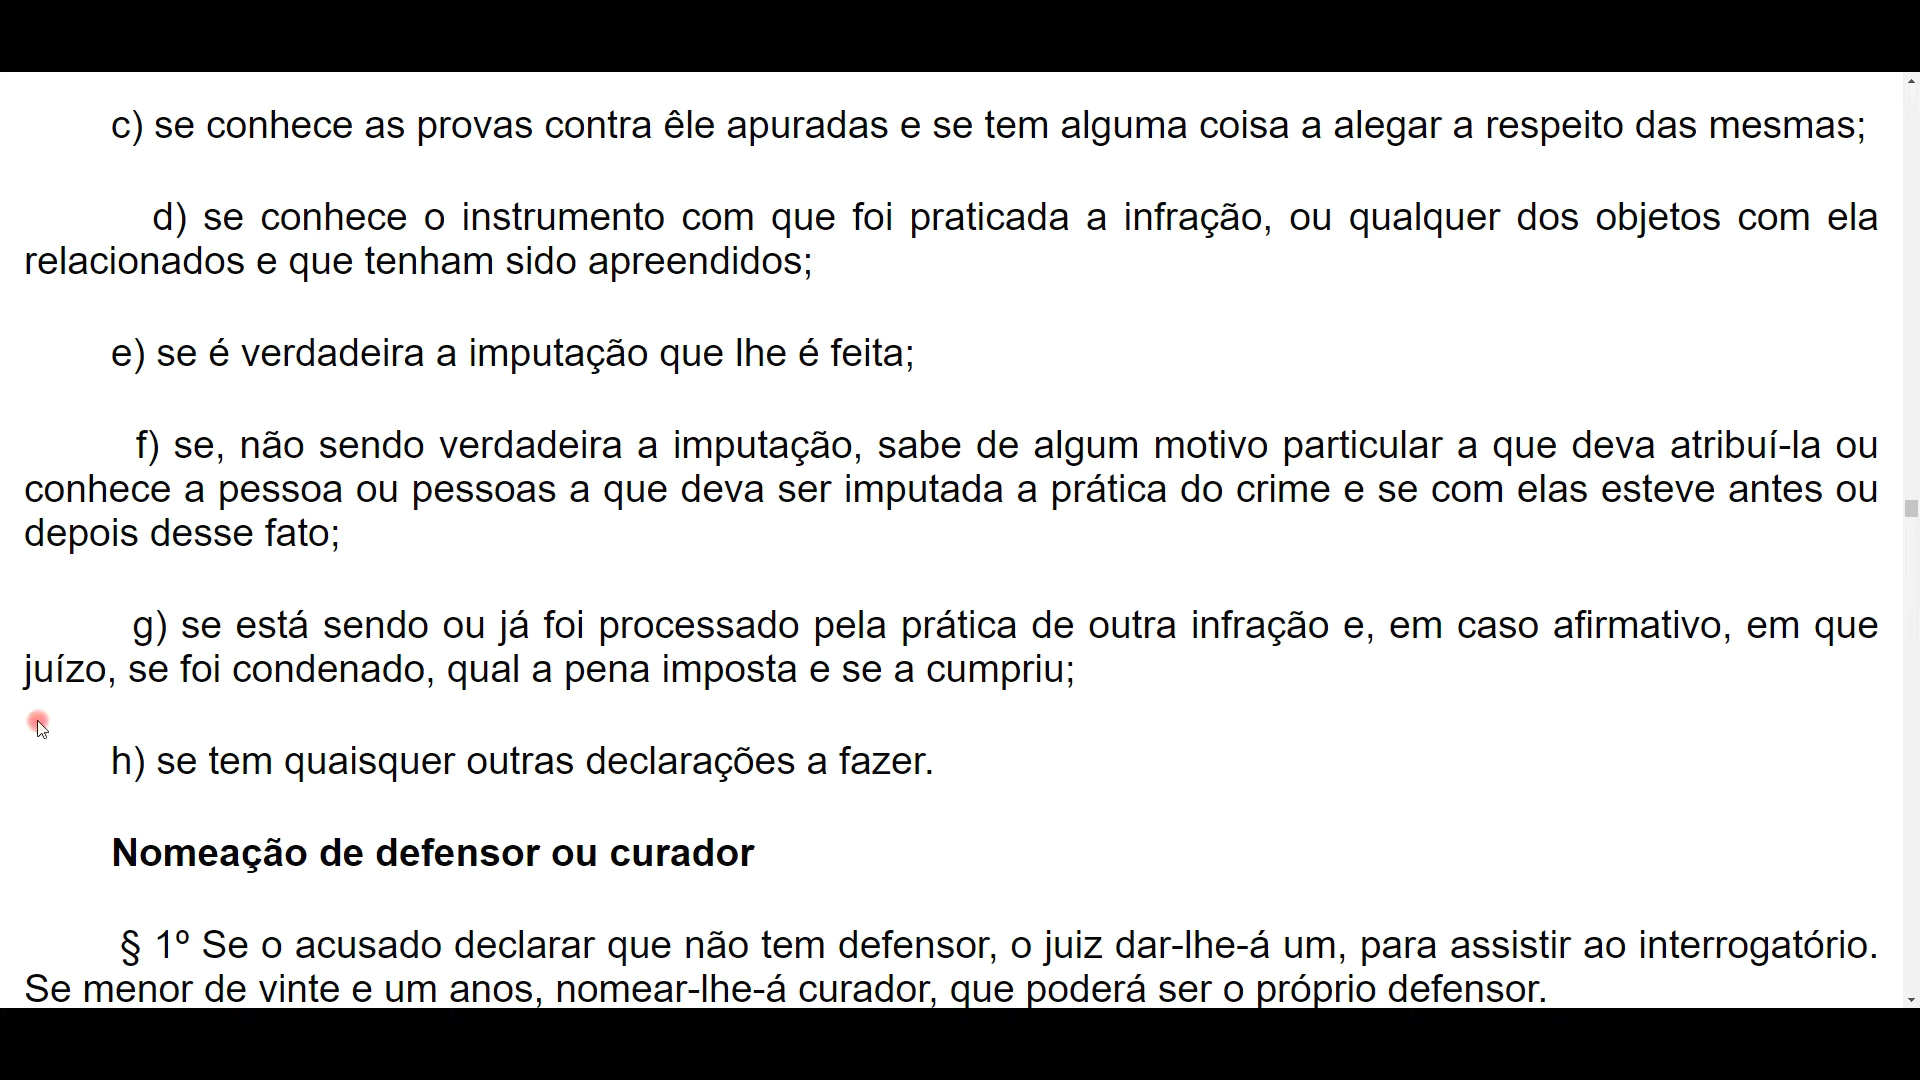 c) se conhece as provas contra êle apuradas e se tem alguma coisa a alegar a respeito das mesmas;
d) se conhece o instrumento com que foi praticada a infração, ou qualquer dos objetos com ela
relacionados e que tenham sido apreendidos;
e) se é verdadeira a imputação que lhe é feita;
f) se, não sendo verdadeira a imputação, sabe de algum motivo particular a que deva atribuí-la ou
conhece a pessoa ou pessoas a que deva ser imputada a prática do crime e se com elas esteve antes ou
depois desse fato;
g) se está sendo ou já foi processado pela prática de outra infração e, em caso afirmativo, em que
juízo, se foi condenado, qual a pena imposta e se a cumpriu;
h) se tem quaisquer outras declarações a fazer.
Nomeação de defensor ou curador
§ 1º Se o acusado declarar que não tem defensor, o juiz dar-lhe-á um, para assistir ao interrogatório.
Se menor de vinte e um anos, nomear-lhe-á curador, que poderá ser o próprio defensor.